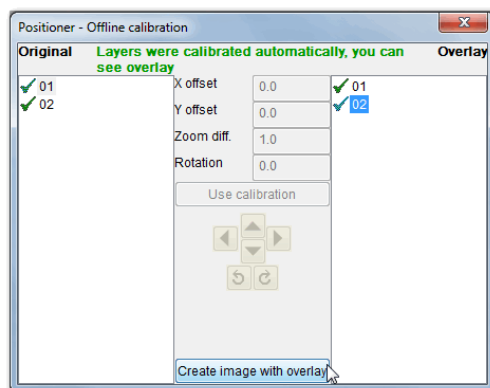 Positioner - Offline calibration
Original Layers were calibrated automatically, you can Overlay
see overlay
01 X offset 0.0 01
02 Y offset 0.0 02
Zoom diff. 1.0
Rotation 0.0
Use calibration
Create image with overlay